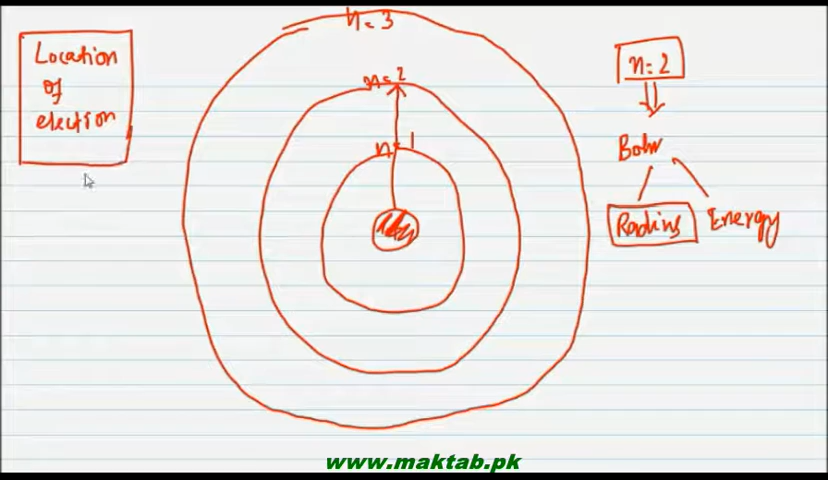 n=3
Location
of
election
n=2
n=1
n=2
Bohr
Radius Energy
www.maktab.pk